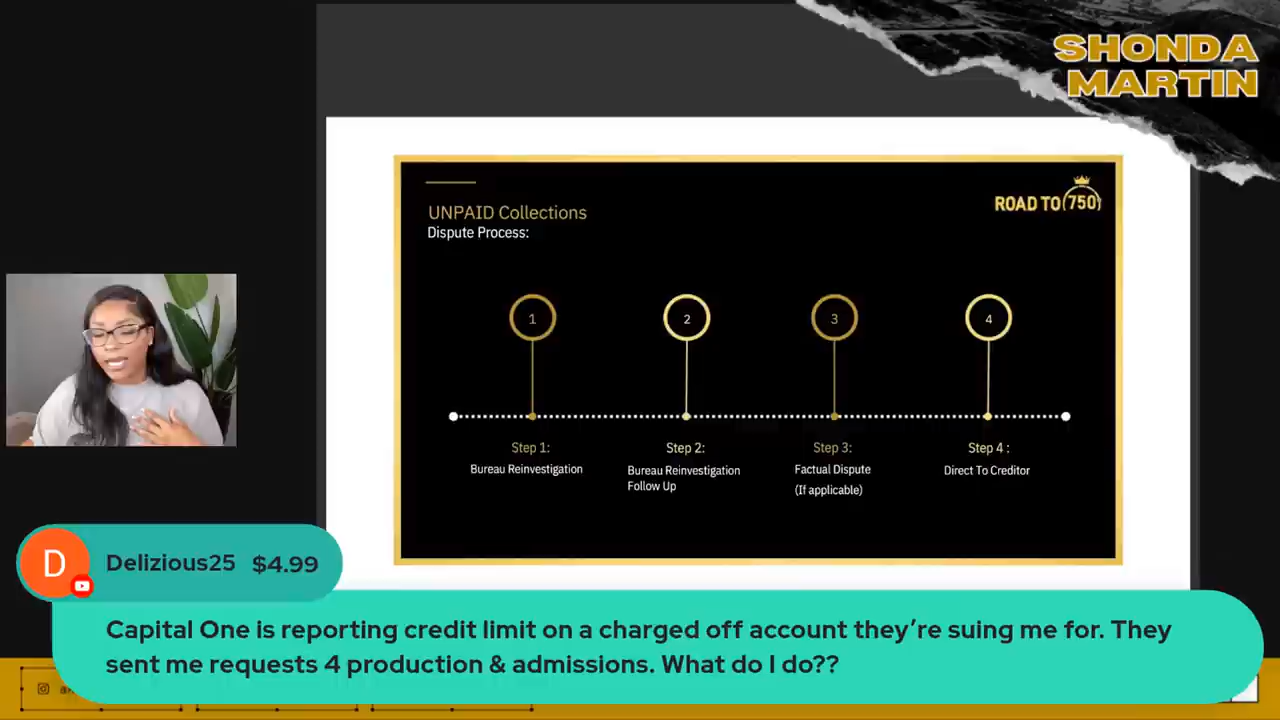 SHONDA
MARTIN
ROAD TO 750
UNPAID Collections
Dispute Process:
1
2
3
4
Step 1:
Bureau Reinvestigation
Step 2:
Bureau Reinvestigation
Follow Up
Step 3:
Factual Dispute
(If applicable)
Step 4 :
Direct To Creditor
D
Delizious25 $4.99
Capital One is reporting credit limit on a charged off account they’re suing me for. They
sent me requests 4 production & admissions. What do I do??